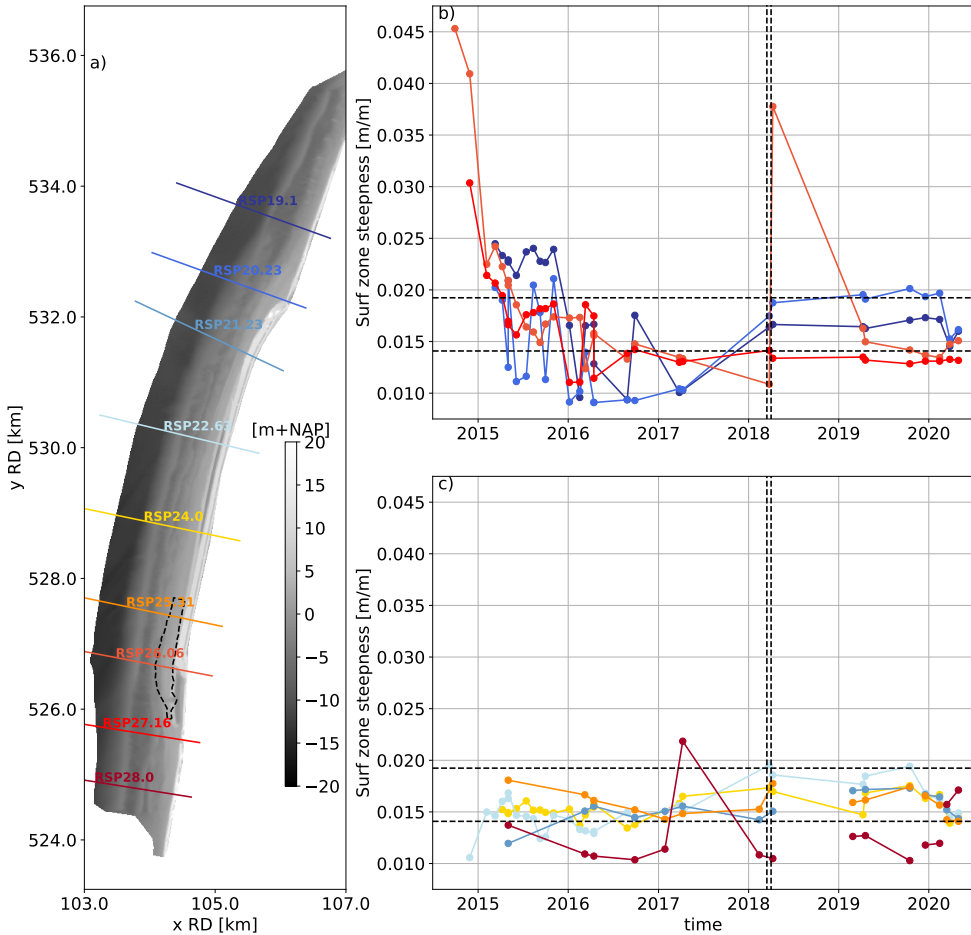 a)
536.0
534.0
532.0
530.0
528.0
526.0
524.0
y RD [km]
103.0
105.0
107.0
x RD [km]
RSP19.1
RSP20.23
RSP21.23
RSP22.63
RSP24.0
RSP25.31
RSP26.06
RSP27.16
RSP28.0
[m+NAP]
20
15
10
5
0
−5
−10
−15
−20
b)
0.045
0.040
0.035
0.030
0.025
0.020
0.015
0.010
Surf zone steepness [m/m]
2015
2016
2017
2018
2019
2020
c)
0.045
0.040
0.035
0.030
0.025
0.020
0.015
0.010
Surf zone steepness [m/m]
2015
2016
2017
2018
2019
2020
time